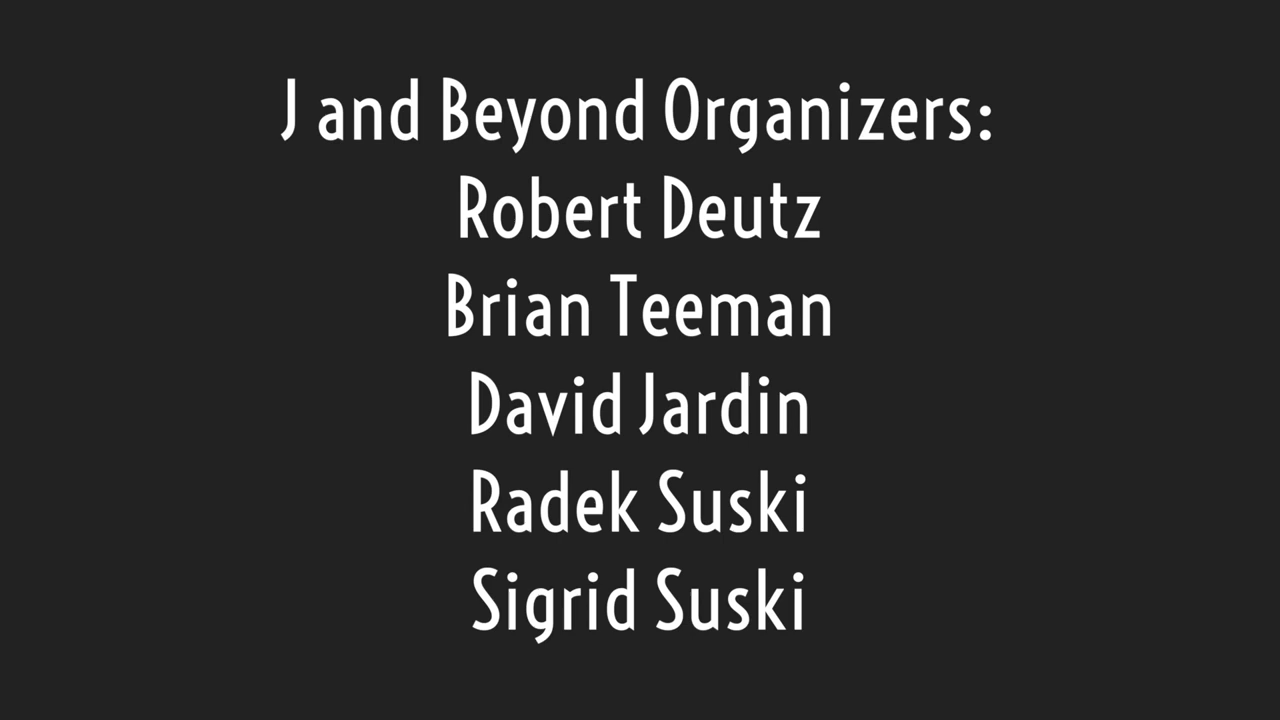 J and Beyond Organizers:
Robert Deutz
Brian Teeman
David Jardin
Radek Suski
Sigrid Suski